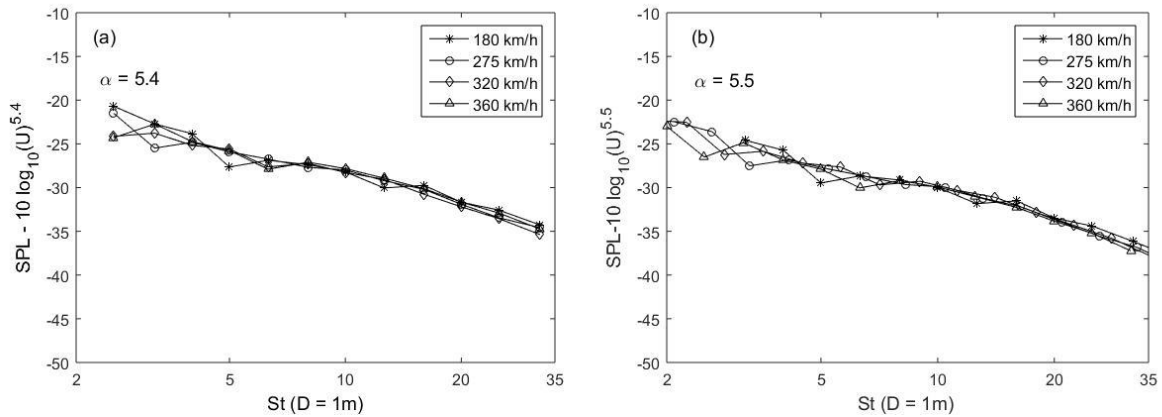 (a)
α = 5.4
180 km/h
275 km/h
320 km/h
360 km/h
SPL - 10 log10(U)^5.4
-10
-15
-20
-25
-30
-35
-40
-45
-50
2 5 10 20 35
St (D = 1m)
(b)
α = 5.5
180 km/h
275 km/h
320 km/h
360 km/h
SPL-10 log10(U)^5.5
-10
-15
-20
-25
-30
-35
-40
-45
-50
2 5 10 20 35
St (D = 1m)